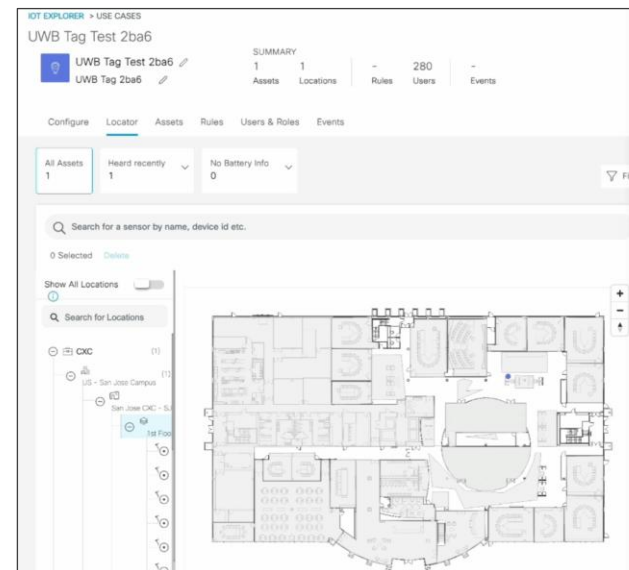 IOT EXPLORER > USE CASES
UWB Tag Test 2ba6
UWB Tag Test 2ba6
UWB Tag 2ba6
SUMMARY
1 1 - 280 -
Assets Locations Rules Users Events
Configure Locator Assets Rules Users & Roles Events
All Assets
1
Heard recently
1
No Battery Info
0
Fi
Search for a sensor by name, device id etc.
0 Selected Delete
Show All Locations
Search for Locations
CXC (1)
US - San Jose Campus (1)
San Jose CXC - SJ
1st Floo